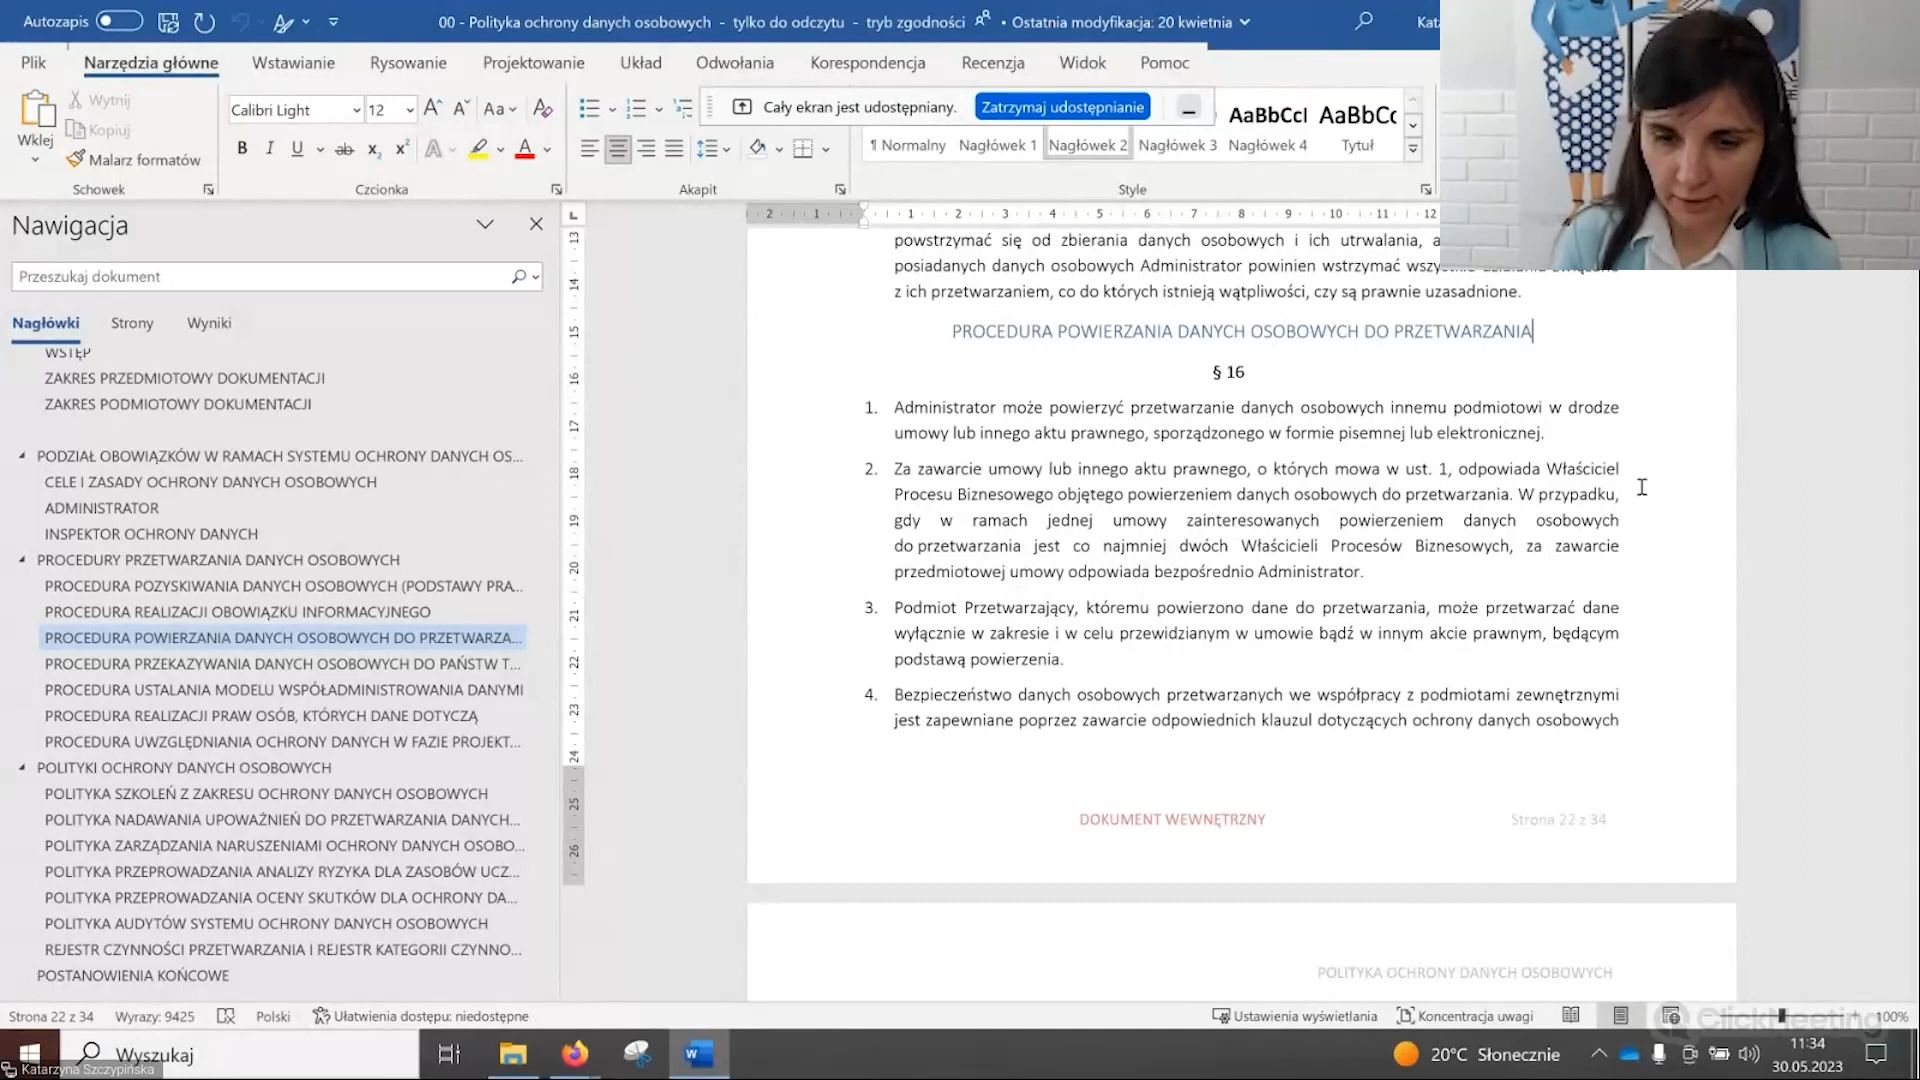 Autozapis
00 - Polityka ochrony danych osobowych - tylko do odczytu - tryb zgodności • Ostatnia modyfikacja: 20 kwietnia
Plik Narzędzia główne Wstawianie Rysowanie Projektowanie Układ Odwołania Korespondencja Recenzja Widok Pomoc
Wklej
Wytnij
Kopiuj
Malarz formatów
Schowek
Calibri Light 12
Czcionka
Akapit
Cały ekran jest udostępniany. Zatrzymaj udostępnianie
¶ Normalny Nagłówek 1 Nagłówek 2 Nagłówek 3 Nagłówek 4 Tytuł
Style
Nawigacja
Przeszukaj dokument
Nagłówki Strony Wyniki
WSTĘP
ZAKRES PRZEDMIOTOWY DOKUMENTACJI
ZAKRES PODMIOTOWY DOKUMENTACJI
PODZIAŁ OBOWIĄZKÓW W RAMACH SYSTEMU OCHRONY DANYCH OS...
CELE I ZASADY OCHRONY DANYCH OSOBOWYCH
ADMINISTRATOR
INSPEKTOR OCHRONY DANYCH
PROCEDURY PRZETWARZANIA DANYCH OSOBOWYCH
PROCEDURA POZYSKIWANIA DANYCH OSOBOWYCH (PODSTAWY PRA...
PROCEDURA REALIZACJI OBOWIĄZKU INFORMACYJNEGO
PROCEDURA POWIERZANIA DANYCH OSOBOWYCH DO PRZETWARZA...
PROCEDURA PRZEKAZYWANIA DANYCH OSOBOWYCH DO PAŃSTW T...
PROCEDURA USTALANIA MODELU WSPÓŁADMINISTROWANIA DANYMI
PROCEDURA REALIZACJI PRAW OSÓB, KTÓRYCH DANE DOTYCZĄ
PROCEDURA UWZGLĘDNIANIA OCHRONY DANYCH W FAZIE PROJEKT...
POLITYKI OCHRONY DANYCH OSOBOWYCH
POLITYKA SZKOLEŃ Z ZAKRESU OCHRONY DANYCH OSOBOWYCH
POLITYKA NADAWANIA UPOWAŻNIEŃ DO PRZETWARZANIA DANYCH...
POLITYKA ZARZĄDZANIA NARUSZENIAMI OCHRONY DANYCH OSOBO...
POLITYKA PRZEPROWADZANIA ANALIZY RYZYKA DLA ZASOBÓW UCZ...
POLITYKA PRZEPROWADZANIA OCENY SKUTKÓW DLA OCHRONY DA...
POLITYKA AUDYTÓW SYSTEMU OCHRONY DANYCH OSOBOWYCH
REJESTR CZYNNOŚCI PRZETWARZANIA I REJESTR KATEGORII CZYNNO...
POSTANOWIENIA KOŃCOWE
powstrzymać się od zbierania danych osobowych i ich utrwalania, a
posiadanych danych osobowych Administrator powinien wstrzymać
z ich przetwarzaniem, co do których istnieją wątpliwości, czy są prawnie uzasadnione.
PROCEDURA POWIERZANIA DANYCH OSOBOWYCH DO PRZETWARZANIA
§ 16
1. Administrator może powierzyć przetwarzanie danych osobowych innemu podmiotowi w drodze
umowy lub innego aktu prawnego, sporządzonego w formie pisemnej lub elektronicznej.
2. Za zawarcie umowy lub innego aktu prawnego, o których mowa w ust. 1, odpowiada Właściciel
Procesu Biznesowego objętego powierzeniem danych osobowych do przetwarzania. W przypadku,
gdy w ramach jednej umowy zainteresowanych powierzeniem danych osobowych
do przetwarzania jest co najmniej dwóch Właścicieli Procesów Biznesowych, za zawarcie
przedmiotowej umowy odpowiada bezpośrednio Administrator.
3. Podmiot Przetwarzający, któremu powierzono dane do przetwarzania, może przetwarzać dane
wyłącznie w zakresie i w celu przewidzianym w umowie bądź w innym akcie prawnym, będącym
podstawą powierzenia.
4. Bezpieczeństwo danych osobowych przetwarzanych we współpracy z podmiotami zewnętrznymi
jest zapewniane poprzez zawarcie odpowiednich klauzul dotyczących ochrony danych osobowych
DOKUMENT WEWNĘTRZNY
Strona 22 z 34
POLITYKA OCHRONY DANYCH OSOBOWYCH
Strona 22 z 34 Wyrazy: 9425 Polski Ułatwienia dostępu: niedostępne Ustawienia wyświetlania Koncentracja uwagi 100%
ClickMeeting
Wyszukaj
20°C Słonecznie
11:34
30.05.2023
Katarzyna Szczypińska